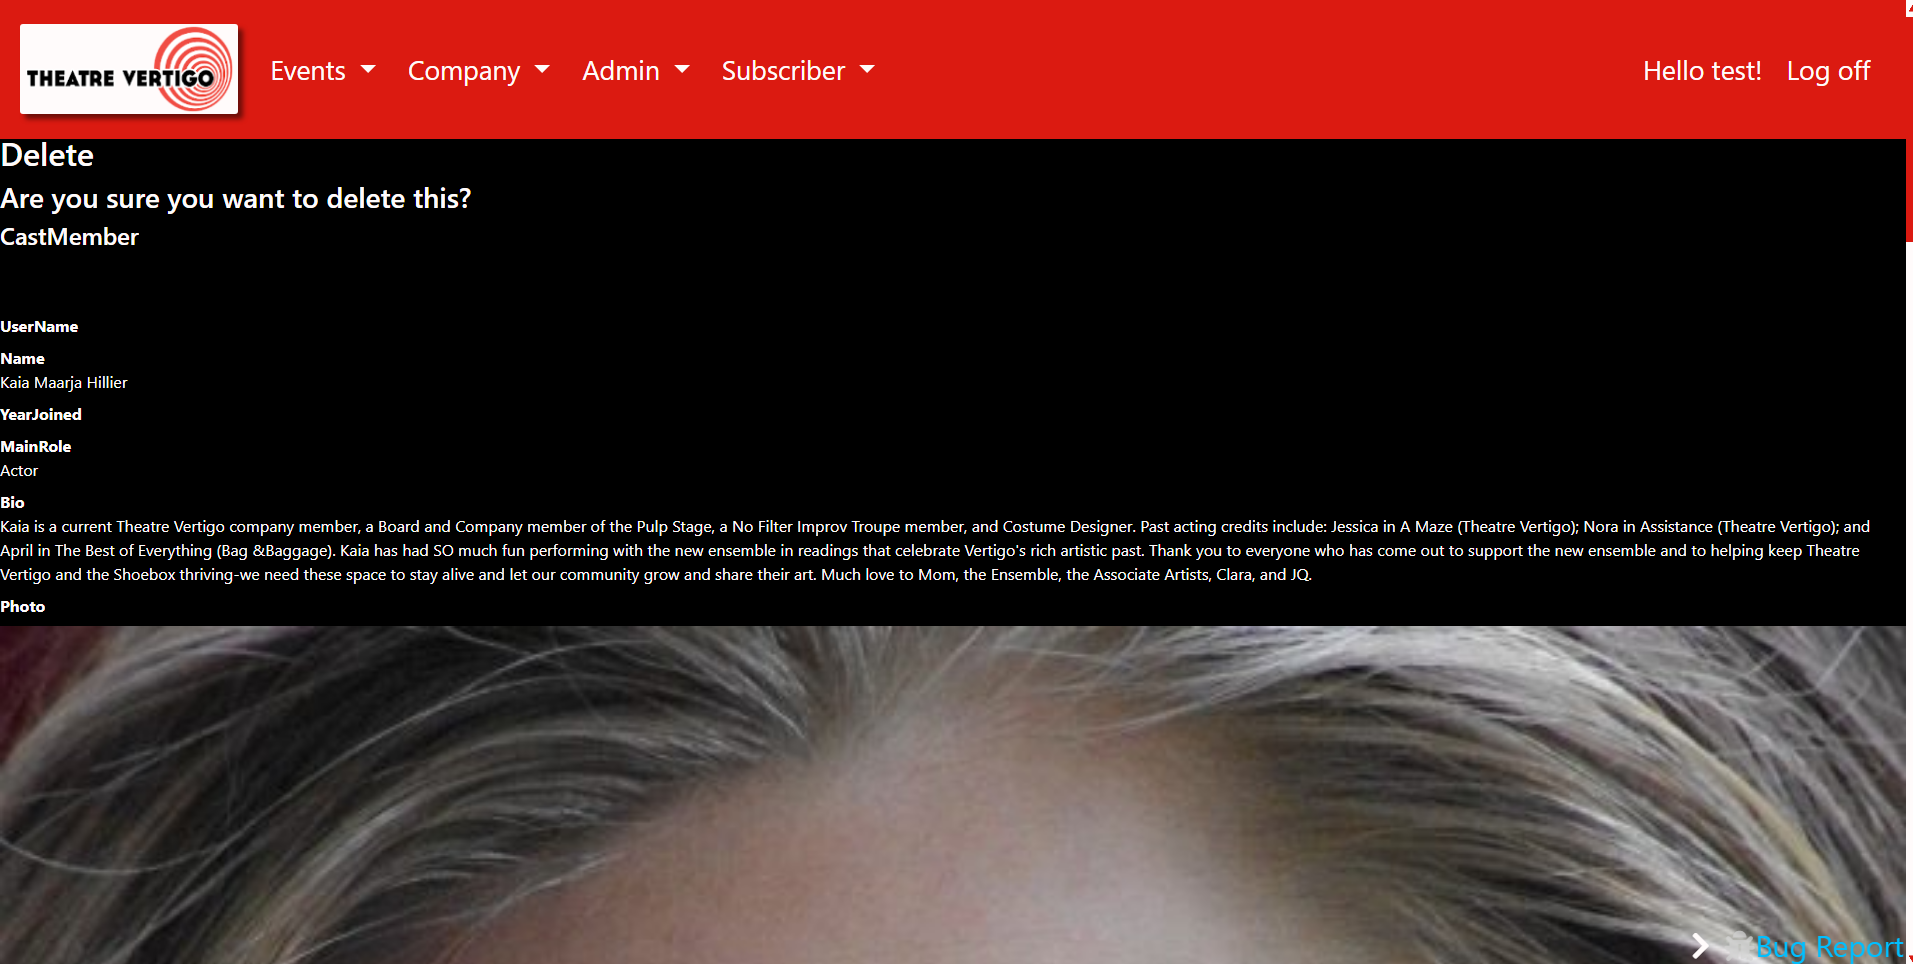 THEATRE VERTIGO
Events
Company
Admin
Subscriber
Hello test!
Log off
Delete
Are you sure you want to delete this?
CastMember
UserName
Name
Kaia Maarja Hillier
YearJoined
MainRole
Actor
Bio
Kaia is a current Theatre Vertigo company member, a Board and Company member of the Pulp Stage, a No Filter Improv Troupe member, and Costume Designer. Past acting credits include: Jessica in A Maze (Theatre Vertigo); Nora in Assistance (Theatre Vertigo); and
April in The Best of Everything (Bag &Baggage). Kaia has had SO much fun performing with the new ensemble in readings that celebrate Vertigo's rich artistic past. Thank you to everyone who has come out to support the new ensemble and to helping keep Theatre
Vertigo and the Shoebox thriving-we need these space to stay alive and let our community grow and share their art. Much love to Mom, the Ensemble, the Associate Artists, Clara, and JQ.
Photo
Bug Report